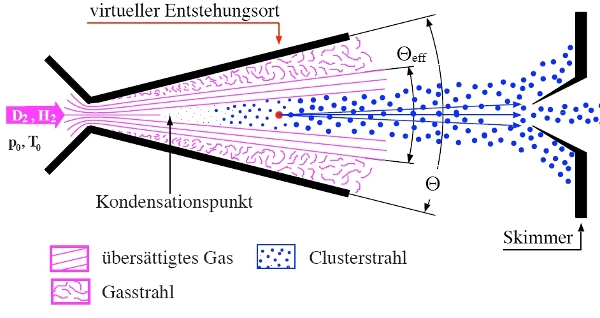 virtueller Entstehungsort
Θeff
D2 , H2
p0, T0
Θ
Kondensationspunkt
Skimmer
übersättigtes Gas
Clusterstrahl
Gasstrahl